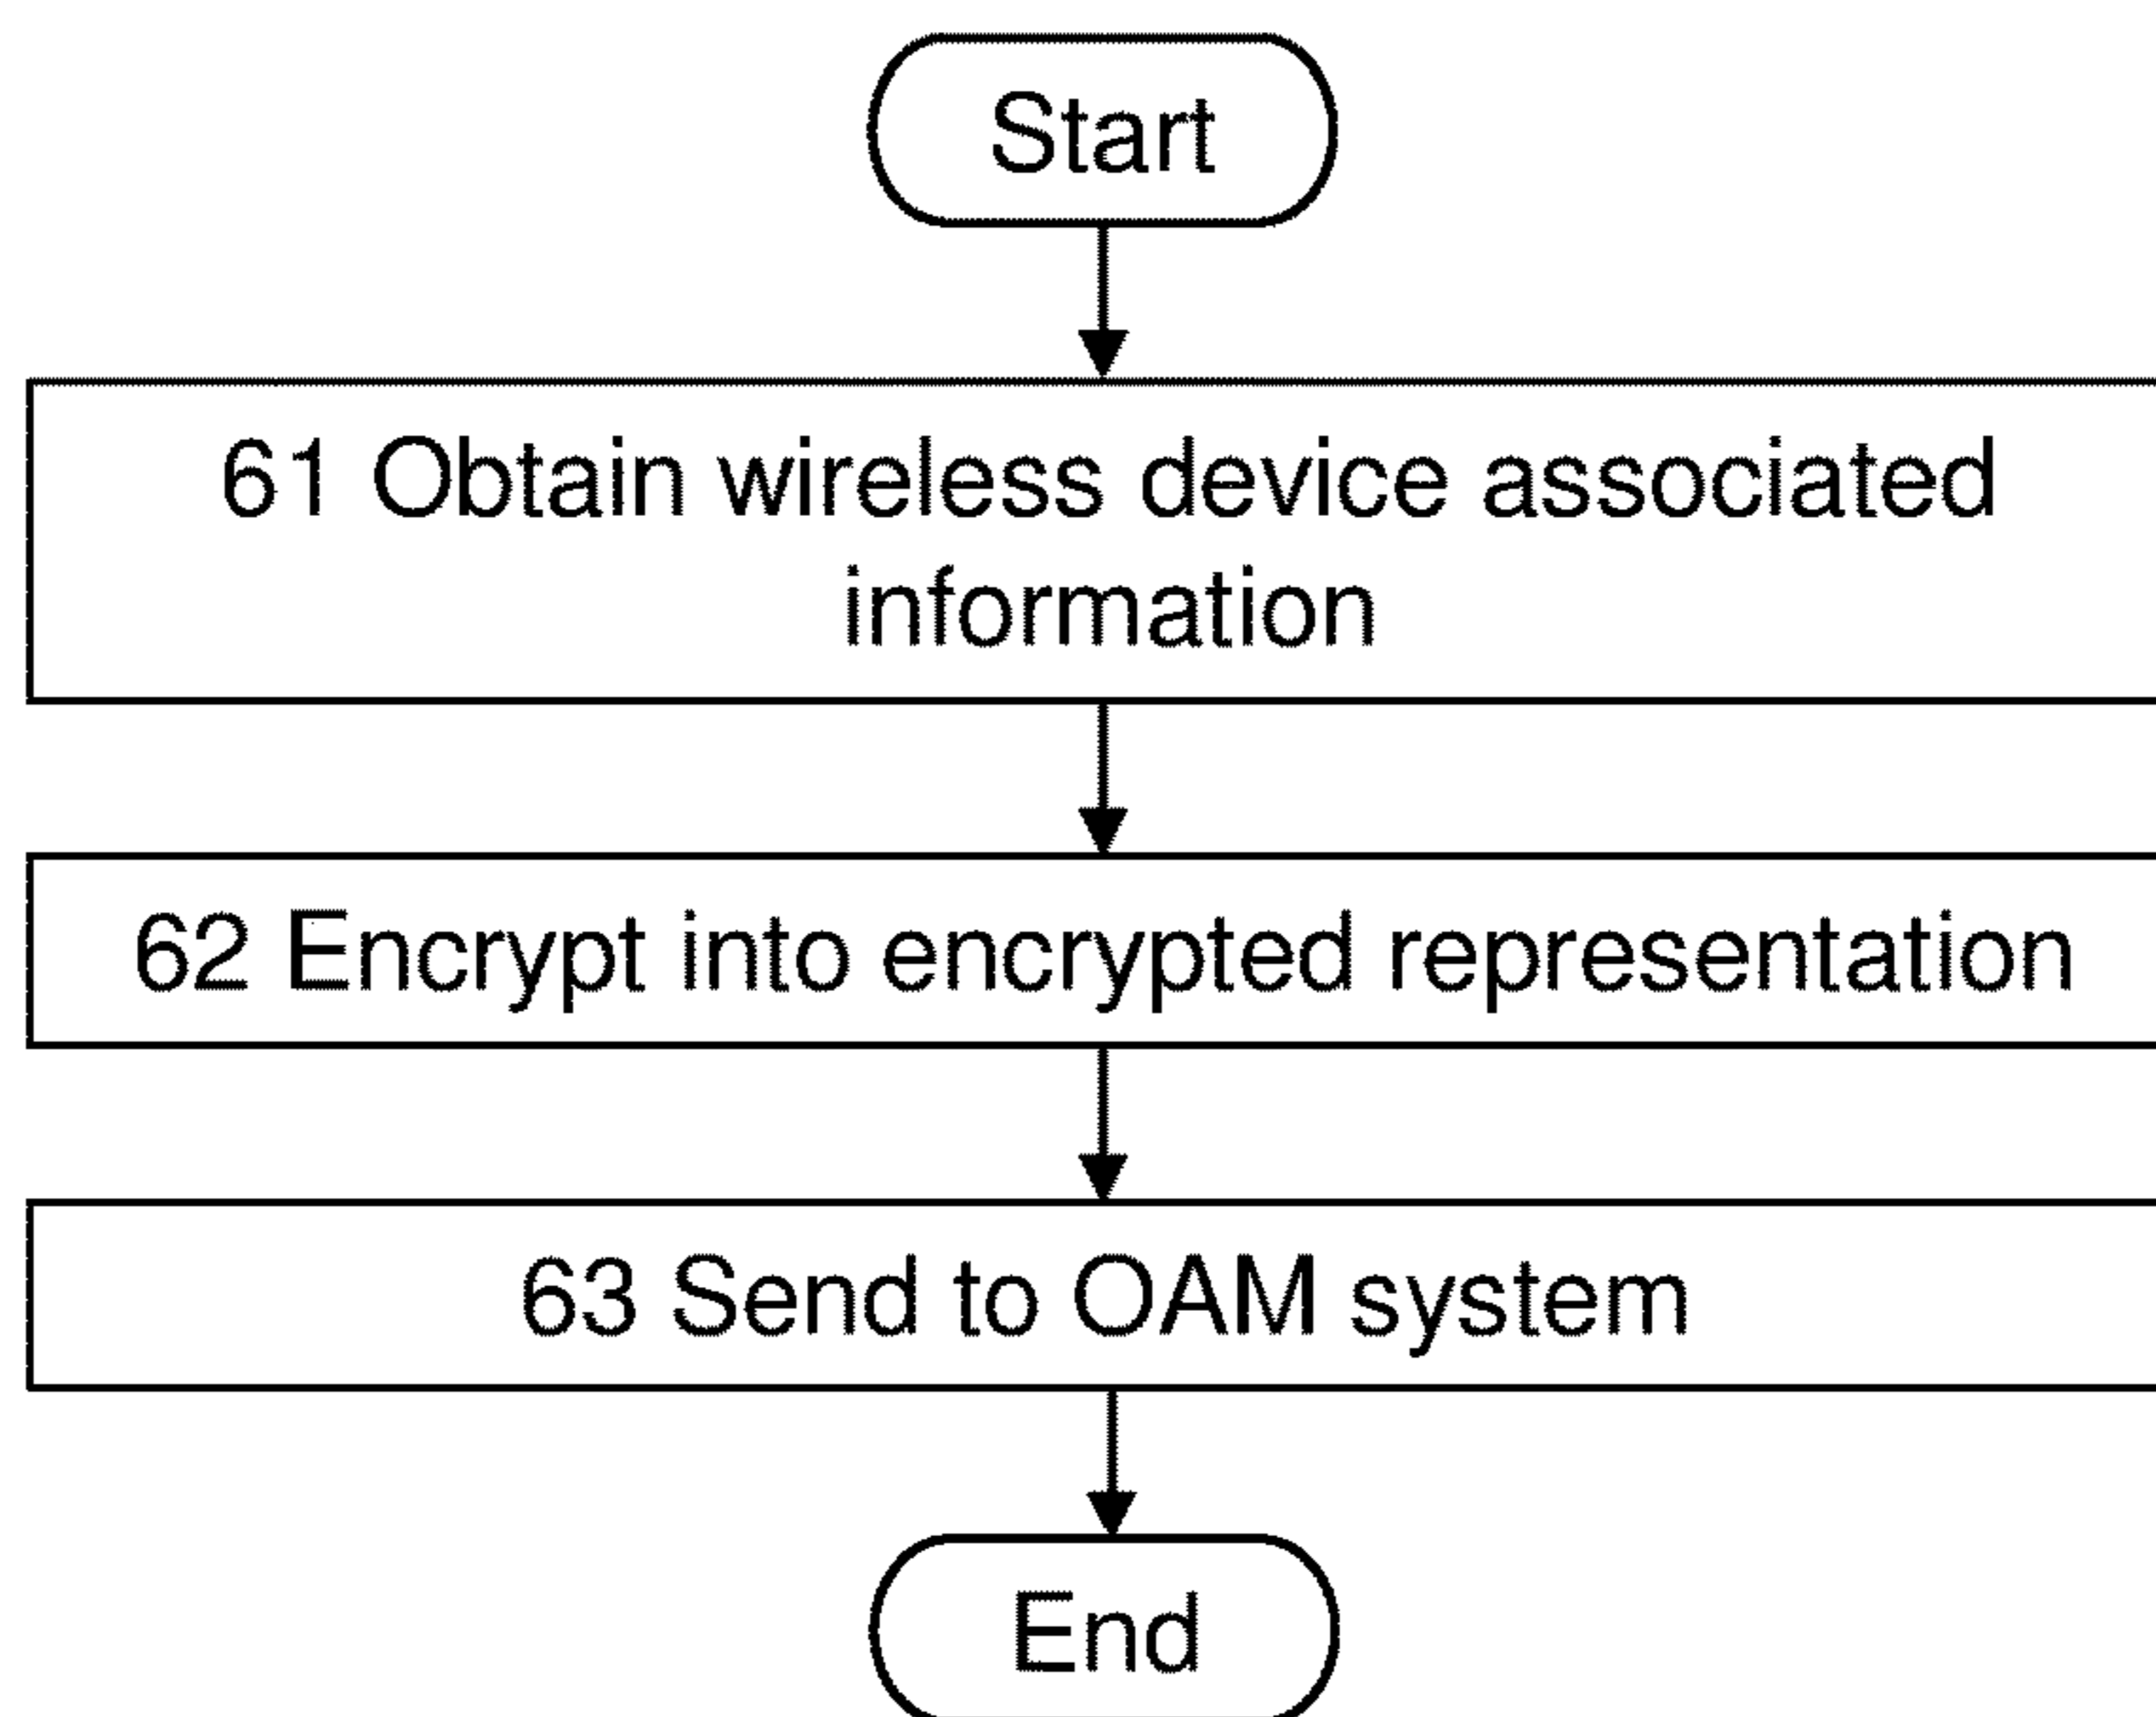 Start
61 Obtain wireless device associated
information
62 Encrypt into encrypted representation
63 Send to OAM system
End